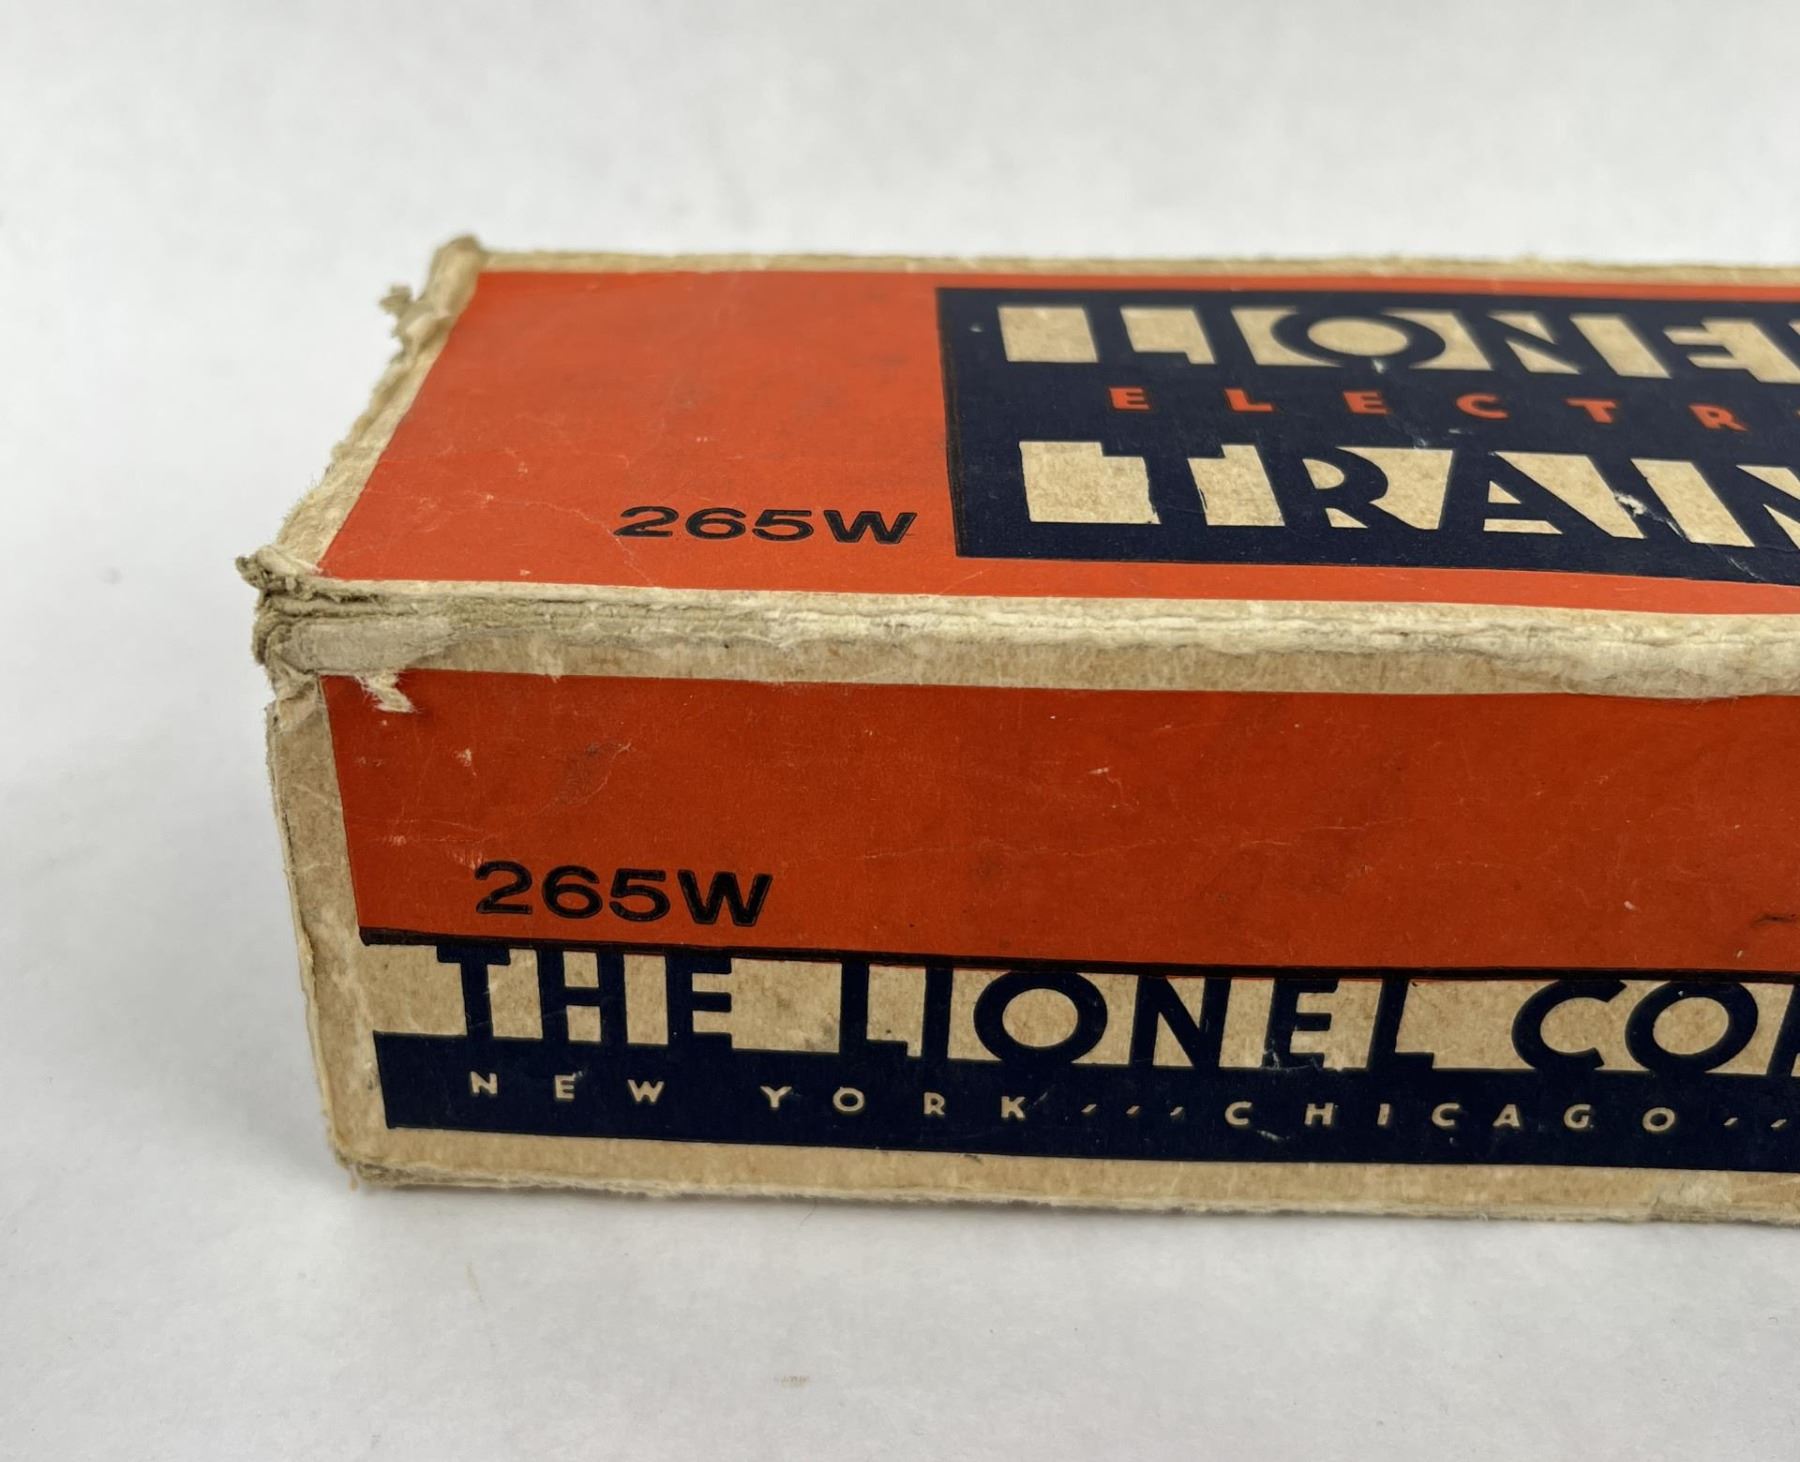 LIONEL
ELECTR
TRAIN
265W
265W
THE LIONEL CO
NEW YORK ,,, CHICAGO ,,